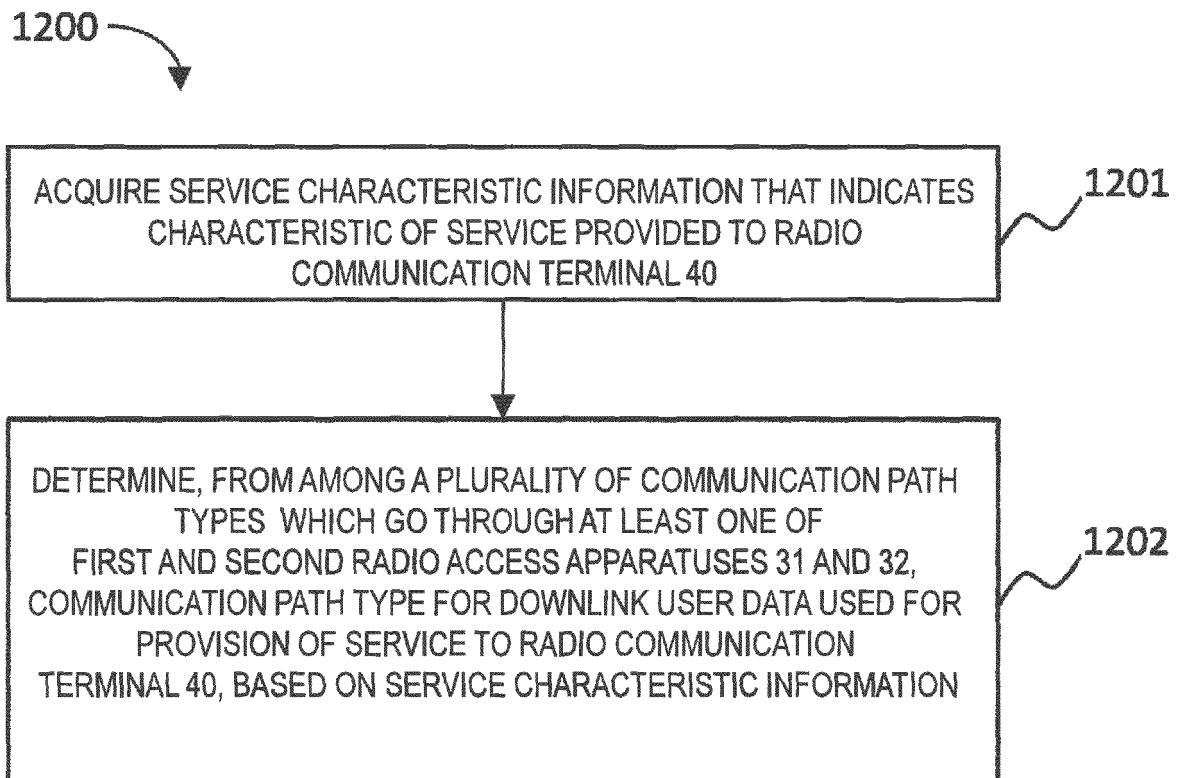 1200
ACQUIRE SERVICE CHARACTERISTIC INFORMATION THAT INDICATES
CHARACTERISTIC OF SERVICE PROVIDED TO RADIO
COMMUNICATION TERMINAL 40
1201
DETERMINE, FROM AMONG A PLURALITY OF COMMUNICATION PATH
TYPES WHICH GO THROUGH AT LEAST ONE OF
FIRST AND SECOND RADIO ACCESS APPARATUSES 31 AND 32,
COMMUNICATION PATH TYPE FOR DOWNLINK USER DATA USED FOR
PROVISION OF SERVICE TO RADIO COMMUNICATION
TERMINAL 40, BASED ON SERVICE CHARACTERISTIC INFORMATION
1202